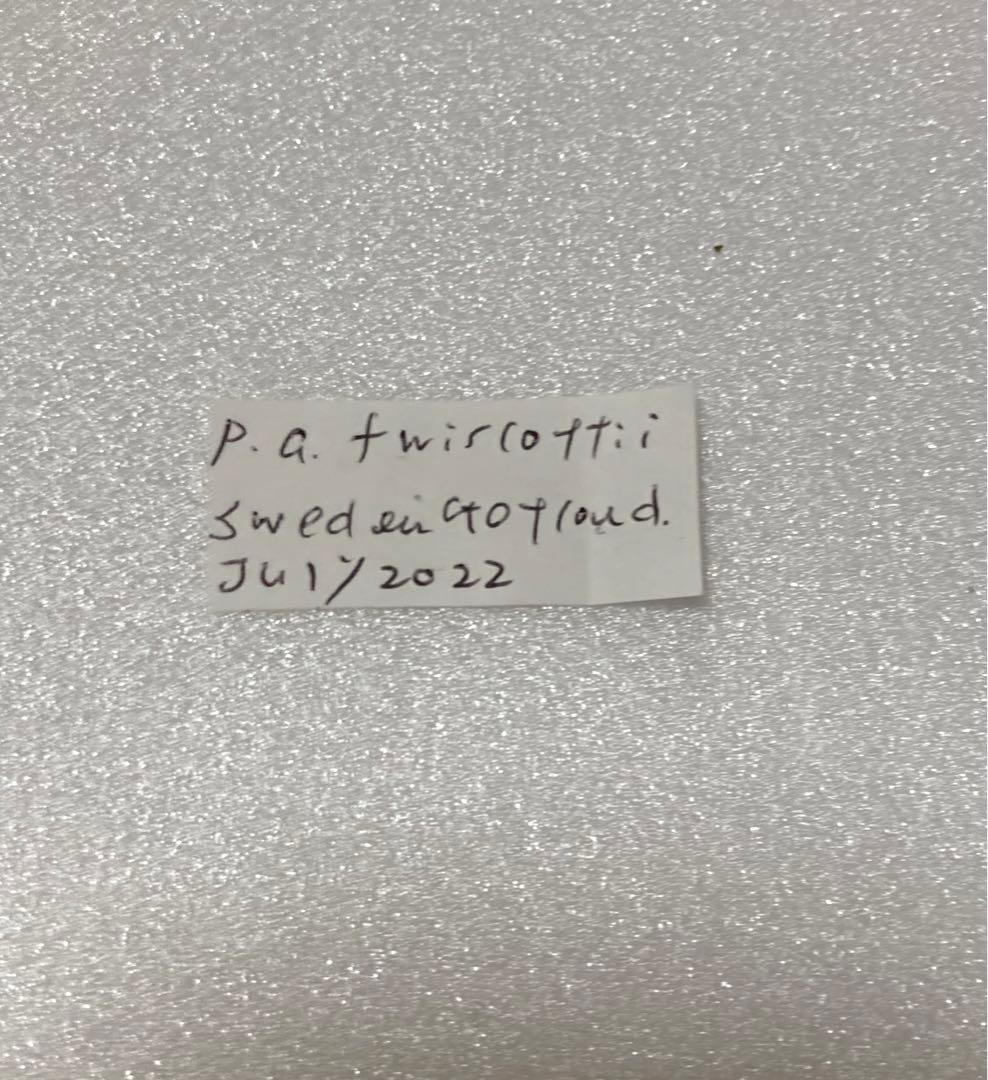 P. a. twiscottii
Sweden Gotland.
July 2022